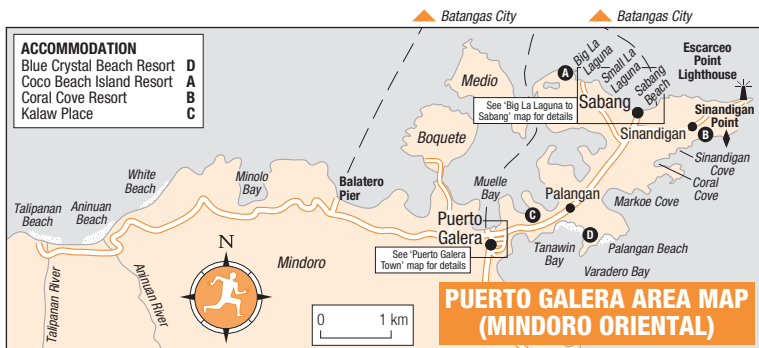 Batangas City
Batangas City
ACCOMMODATION
Blue Crystal Beach Resort D
Coco Beach Island Resort A
Coral Cove Resort B
Kalaw Place C
Medio
A
Big La
Laguna
Small La
Laguna
Sabang
Beach
Escarceo
Point
Lighthouse
See 'Big La Laguna to
Sabang' map for details
Sabang
Sinandigan
B
Sinandigan
Point
Boquete
Sinandigan
Cove
Coral
Cove
White
Beach
Minolo
Bay
Balatero
Pier
Muelle
Bay
Markoe Cove
Talipanan
Beach
Aninuan
Beach
Palangan
C
Puerto
Galera
D
See 'Puerto Galera
Town' map for details
Tanawin
Bay
Palangan Beach
Varadero Bay
Talipanan River
Aninuan River
N
Mindoro
0 1 km
PUERTO GALERA AREA MAP
(MINDORO ORIENTAL)